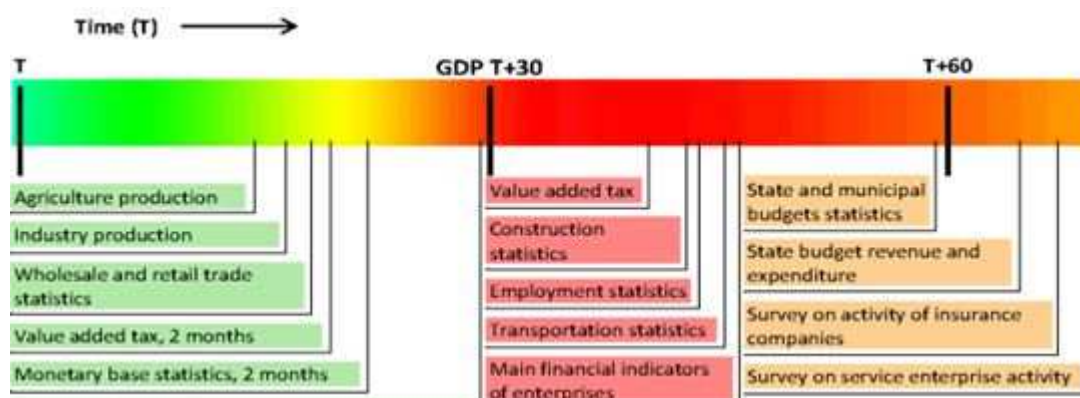 Time (T)
T
GDP T+30
T+60
Agriculture production
Industry production
Wholesale and retail trade
statistics
Value added tax, 2 months
Monetary base statistics, 2 months
Value added tax
Construction
statistics
Employment statistics
Transportation statistics
Main financial indicators
of enterprises
State and municipal
budgets statistics
State budget revenue and
expenditure
Survey on activity of insurance
companies
Survey on service enterprise activity